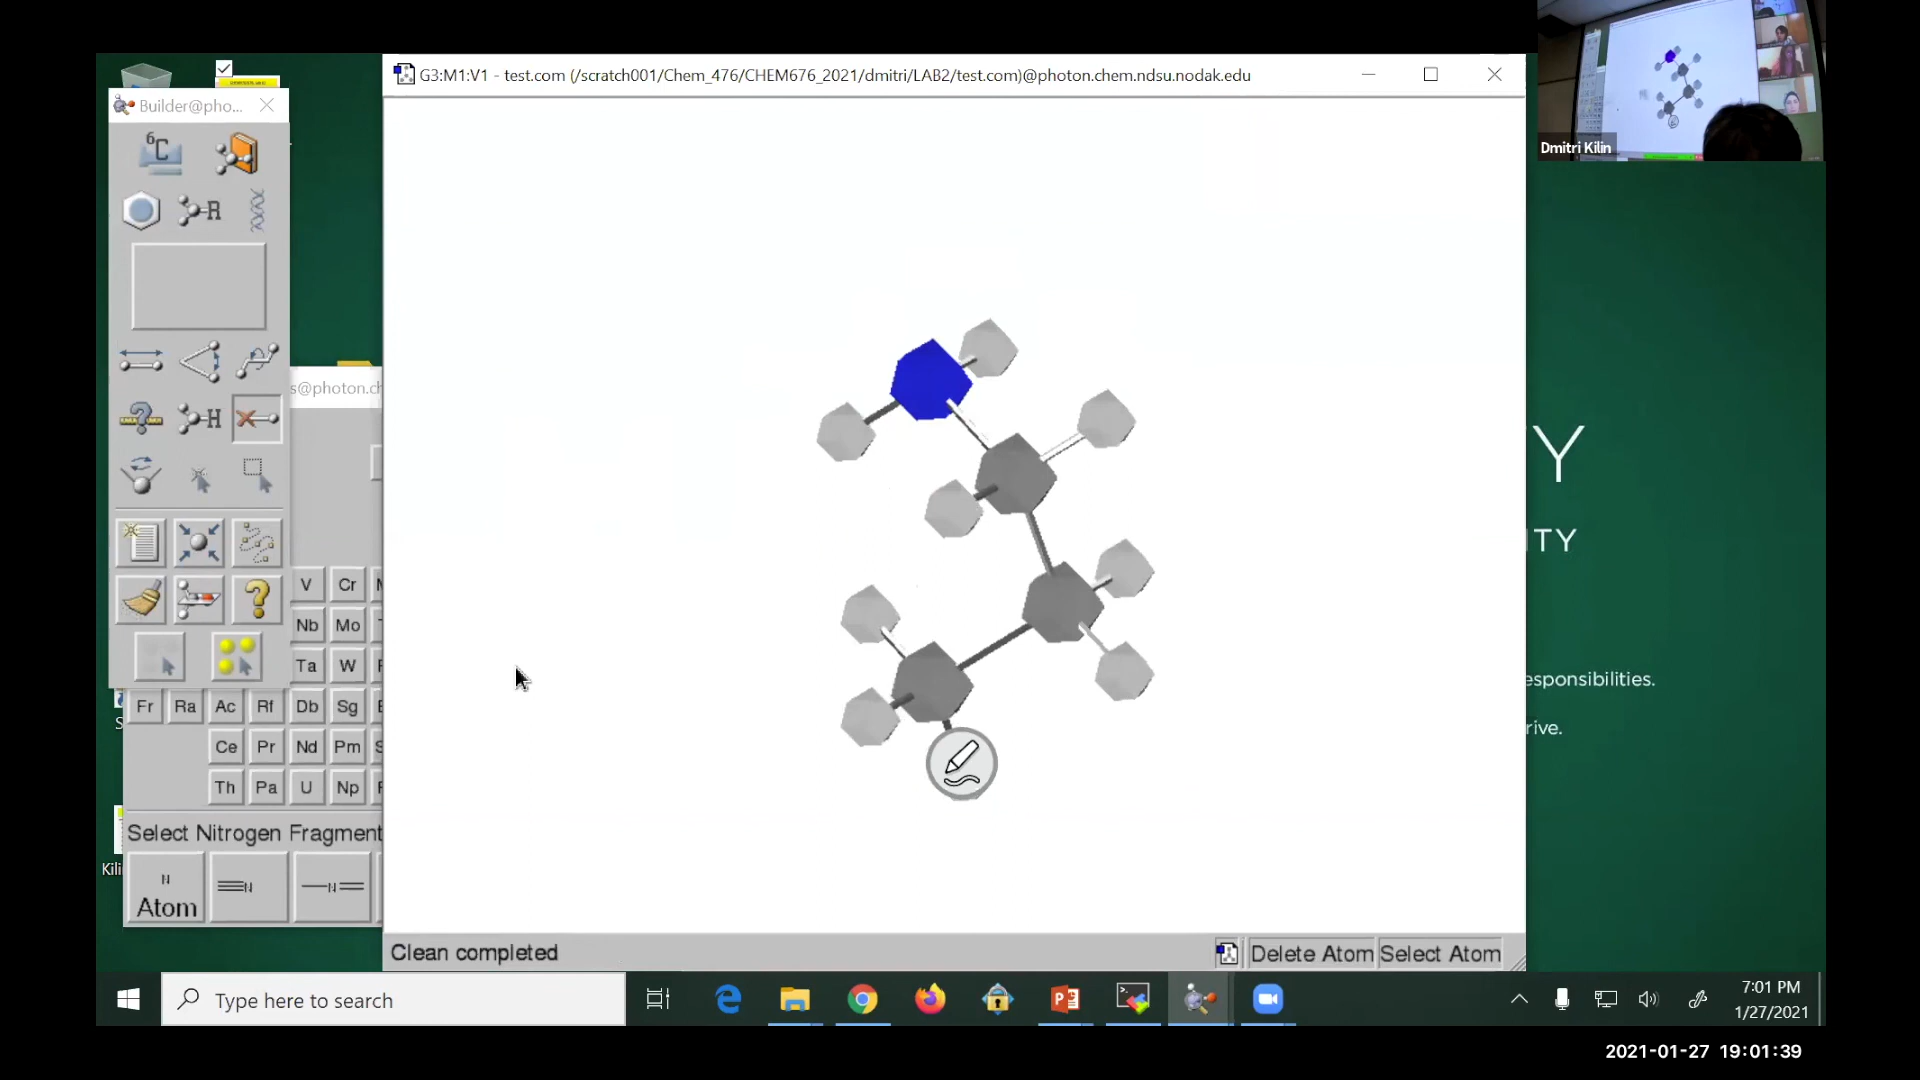 G3:M1:V1 - test.com (/scratch001/Chem_476/CHEM676_2021/dmitri/LAB2/test.com)@photon.chem.ndsu.nodak.edu
Dmitri Kilin
Builder@pho...
6C
R
s@photon.ch
H
Y
ITY
esponsibilities.
rive.
V Cr
Nb Mo
Ta W
Fr Ra Ac Rf Db Sg
Ce Pr Nd Pm
Th Pa U Np
Select Nitrogen Fragment
Kili
N
Atom
N
N
Clean completed
Delete Atom
Select Atom
Type here to search
7:01 PM
1/27/2021
2021-01-27 19:01:39